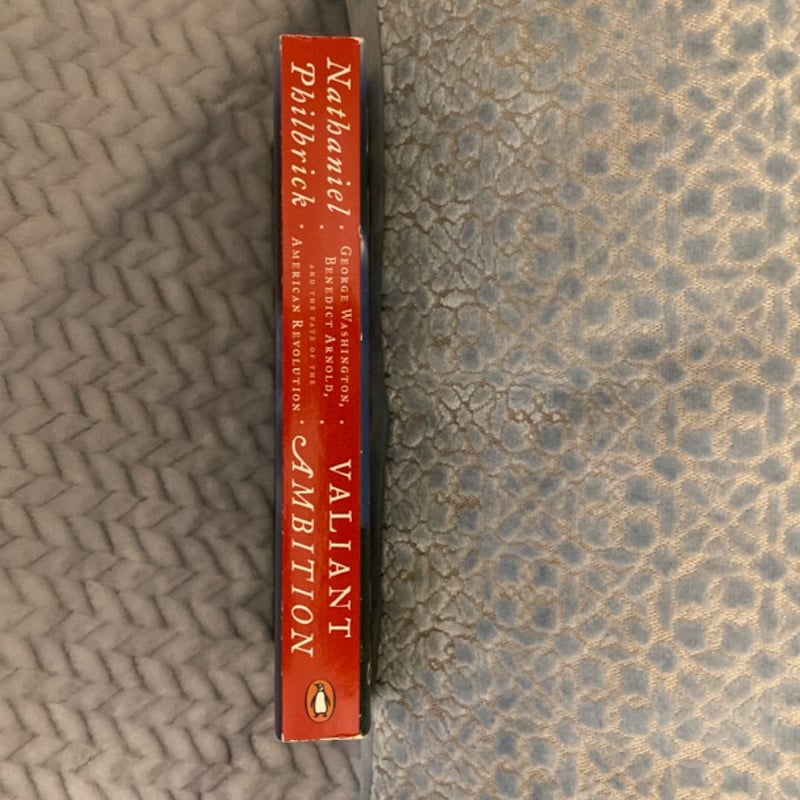 Nathaniel
Philbrick
GEORGE WASHINGTON,
BENEDICT ARNOLD,
AND THE FATE OF THE
AMERICAN REVOLUTION
VALIANT
AMBITION